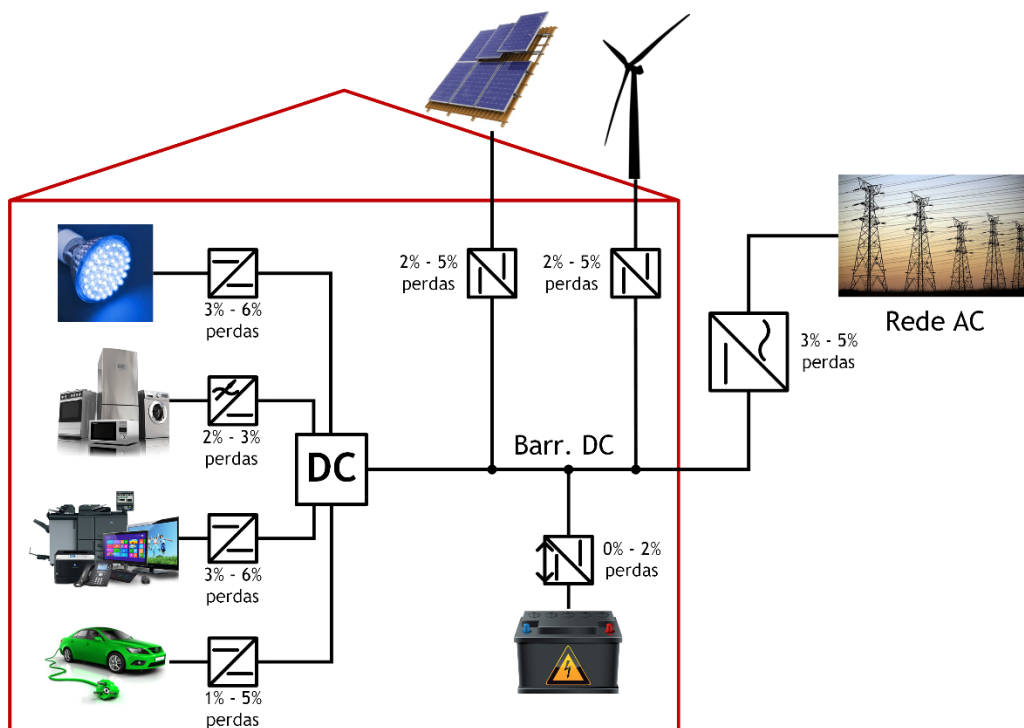 2% - 5%
perdas
2% - 5%
perdas
3% - 6%
perdas
Rede AC
3% - 5%
perdas
2% - 3%
perdas
DC
Barr. DC
3% - 6%
perdas
0% - 2%
perdas
1% - 5%
perdas